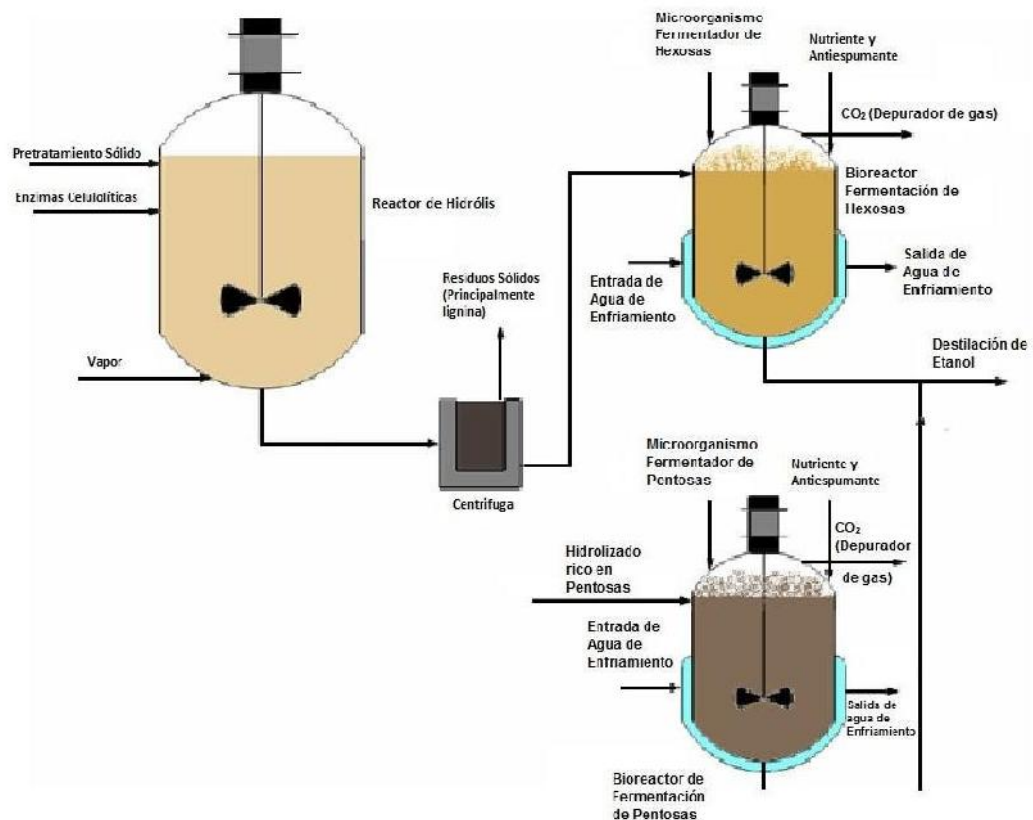 Pretratamiento Sólido
Enzimas Celulolíticas
Reactor de Hidrólis
Vapor
Residuos Sólidos
(Principalmente
lignina)
Centrifuga
Microorganismo
Fermentador de
Hexosas
Nutriente y
Antiespumante
CO₂ (Depurador de gas)
Bioreactor
Fermentación de
Hexosas
Entrada de
Agua de
Enfriamiento
Salida de
Agua de
Enfriamiento
Destilación de
Etanol
Microorganismo
Fermentador de
Pentosas
Nutriente y
Antiespumante
CO₂
(Depurador
de gas)
Hidrolizado
rico en
Pentosas
Entrada de
Agua de
Enfriamiento
Salida de
agua de
Enfriamiento
Bioreactor de
Fermentación
de Pentosas